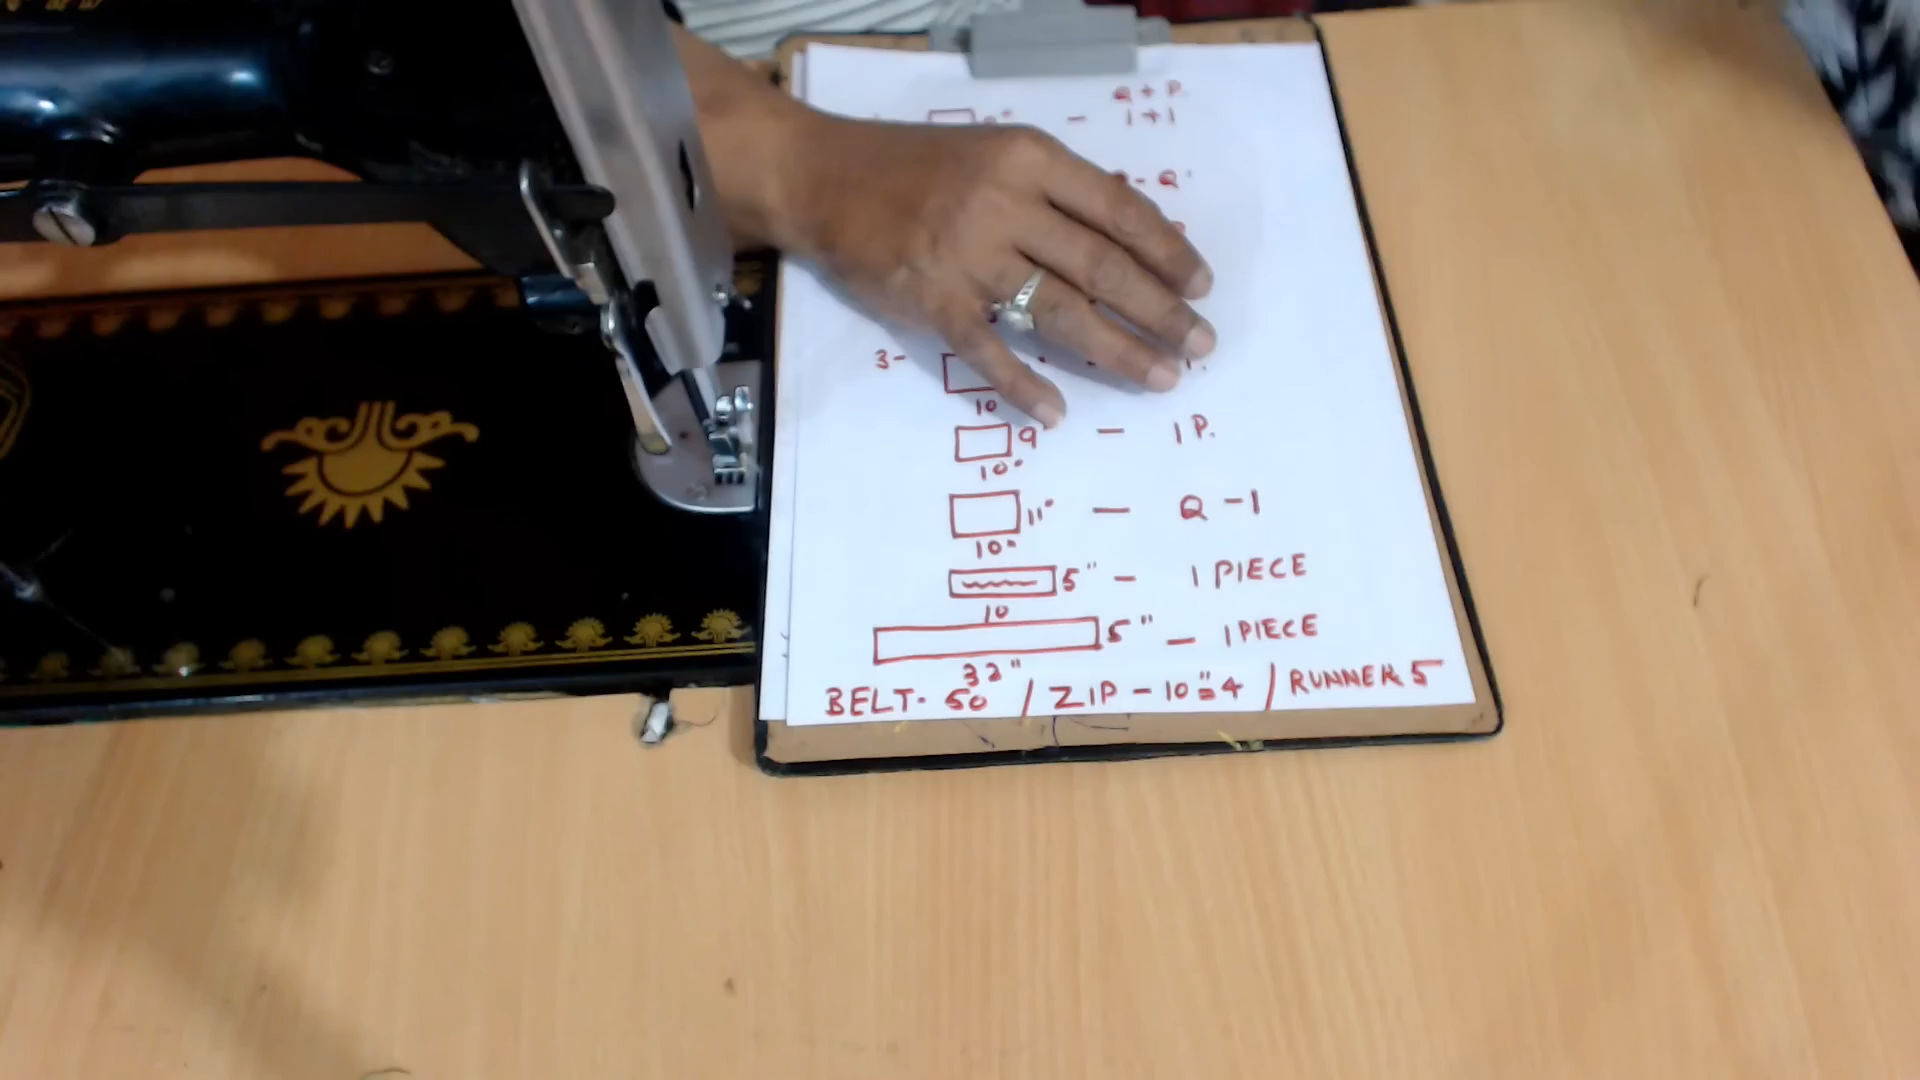 Q + P.
- 1+1
- Q
3-
10
9" — 1 P.
10"
11" — Q -1
10"
5" — 1 PIECE
10
5" — 1 PIECE
32"
BELT- 50 / ZIP - 10"=4 / RUNNER 5